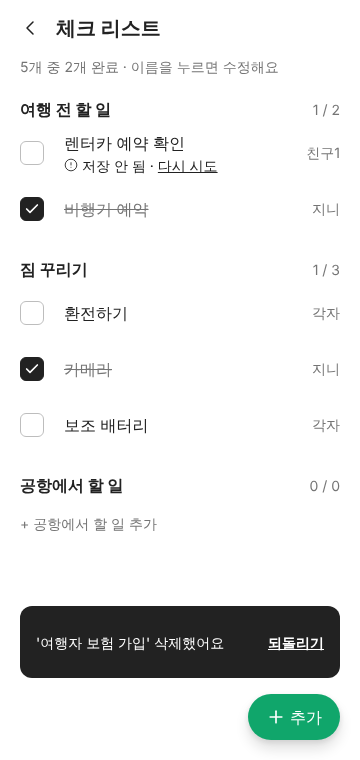 체크 리스트
5개 중 2개 완료 · 이름을 누르면 수정해요
여행 전 할 일 1 / 2
렌터카 예약 확인 친구1
저장 안 됨 · 다시 시도
비행기 예약 지니
짐 꾸리기 1 / 3
환전하기 각자
카메라 지니
보조 배터리 각자
공항에서 할 일 0 / 0
+ 공항에서 할 일 추가
'여행자 보험 가입' 삭제했어요 되돌리기
+ 추가